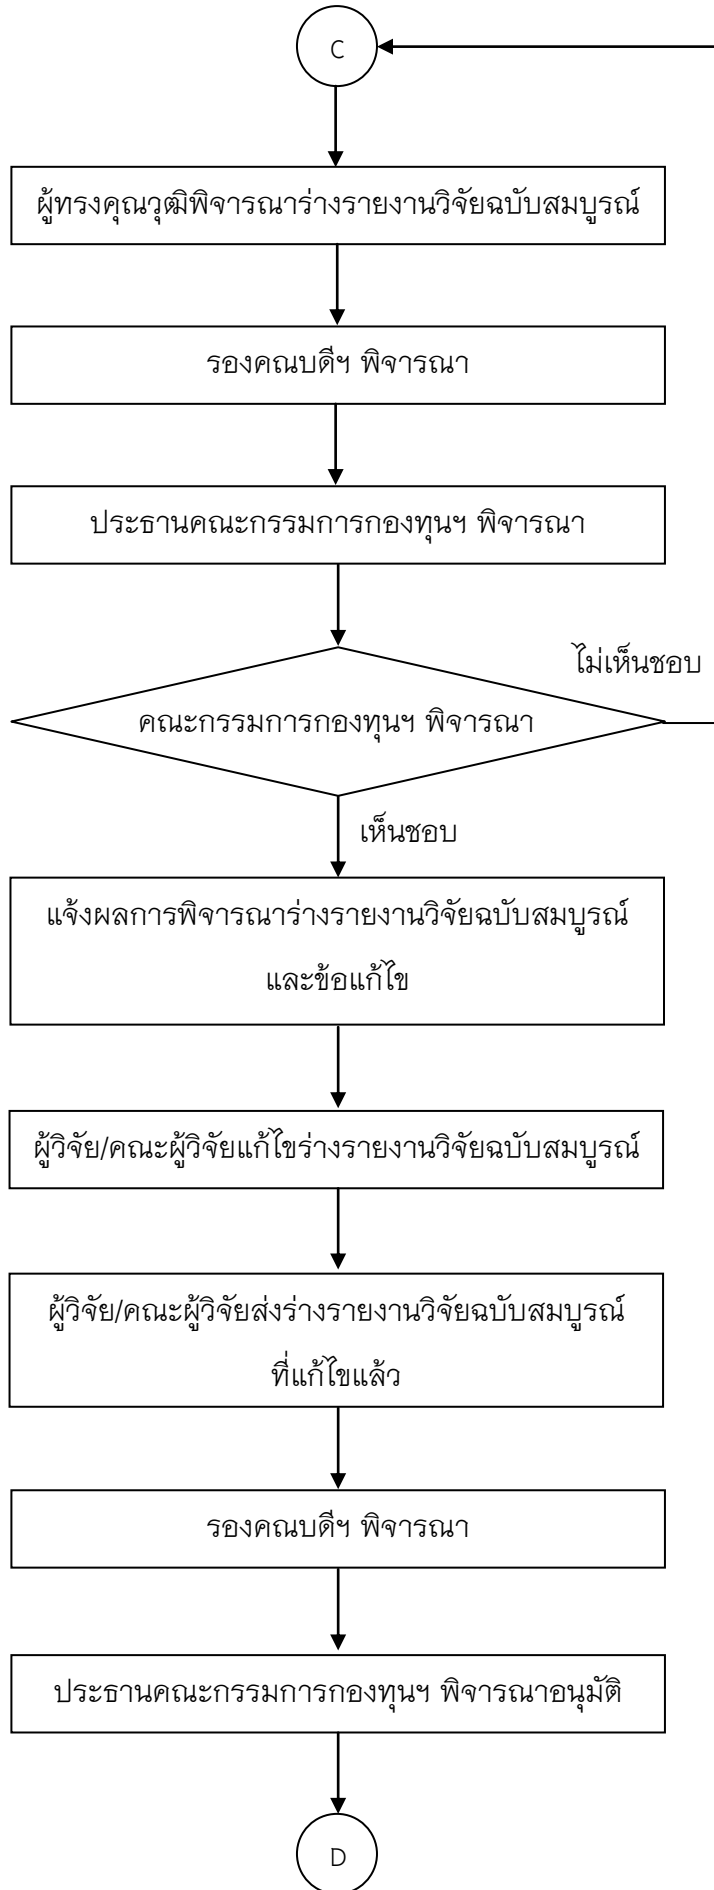 C
ผู้ทรงคุณวุฒิพิจารณาร่างรายงานวิจัยฉบับสมบูรณ์
รองคณบดีฯ พิจารณา
ประธานคณะกรรมการกองทุนฯ พิจารณา
ไม่เห็นชอบ
คณะกรรมการกองทุนฯ พิจารณา
เห็นชอบ
แจ้งผลการพิจารณาร่างรายงานวิจัยฉบับสมบูรณ์
และข้อแก้ไข
ผู้วิจัย/คณะผู้วิจัยแก้ไขร่างรายงานวิจัยฉบับสมบูรณ์
ผู้วิจัย/คณะผู้วิจัยส่งร่างรายงานวิจัยฉบับสมบูรณ์
ที่แก้ไขแล้ว
รองคณบดีฯ พิจารณา
ประธานคณะกรรมการกองทุนฯ พิจารณาอนุมัติ
D